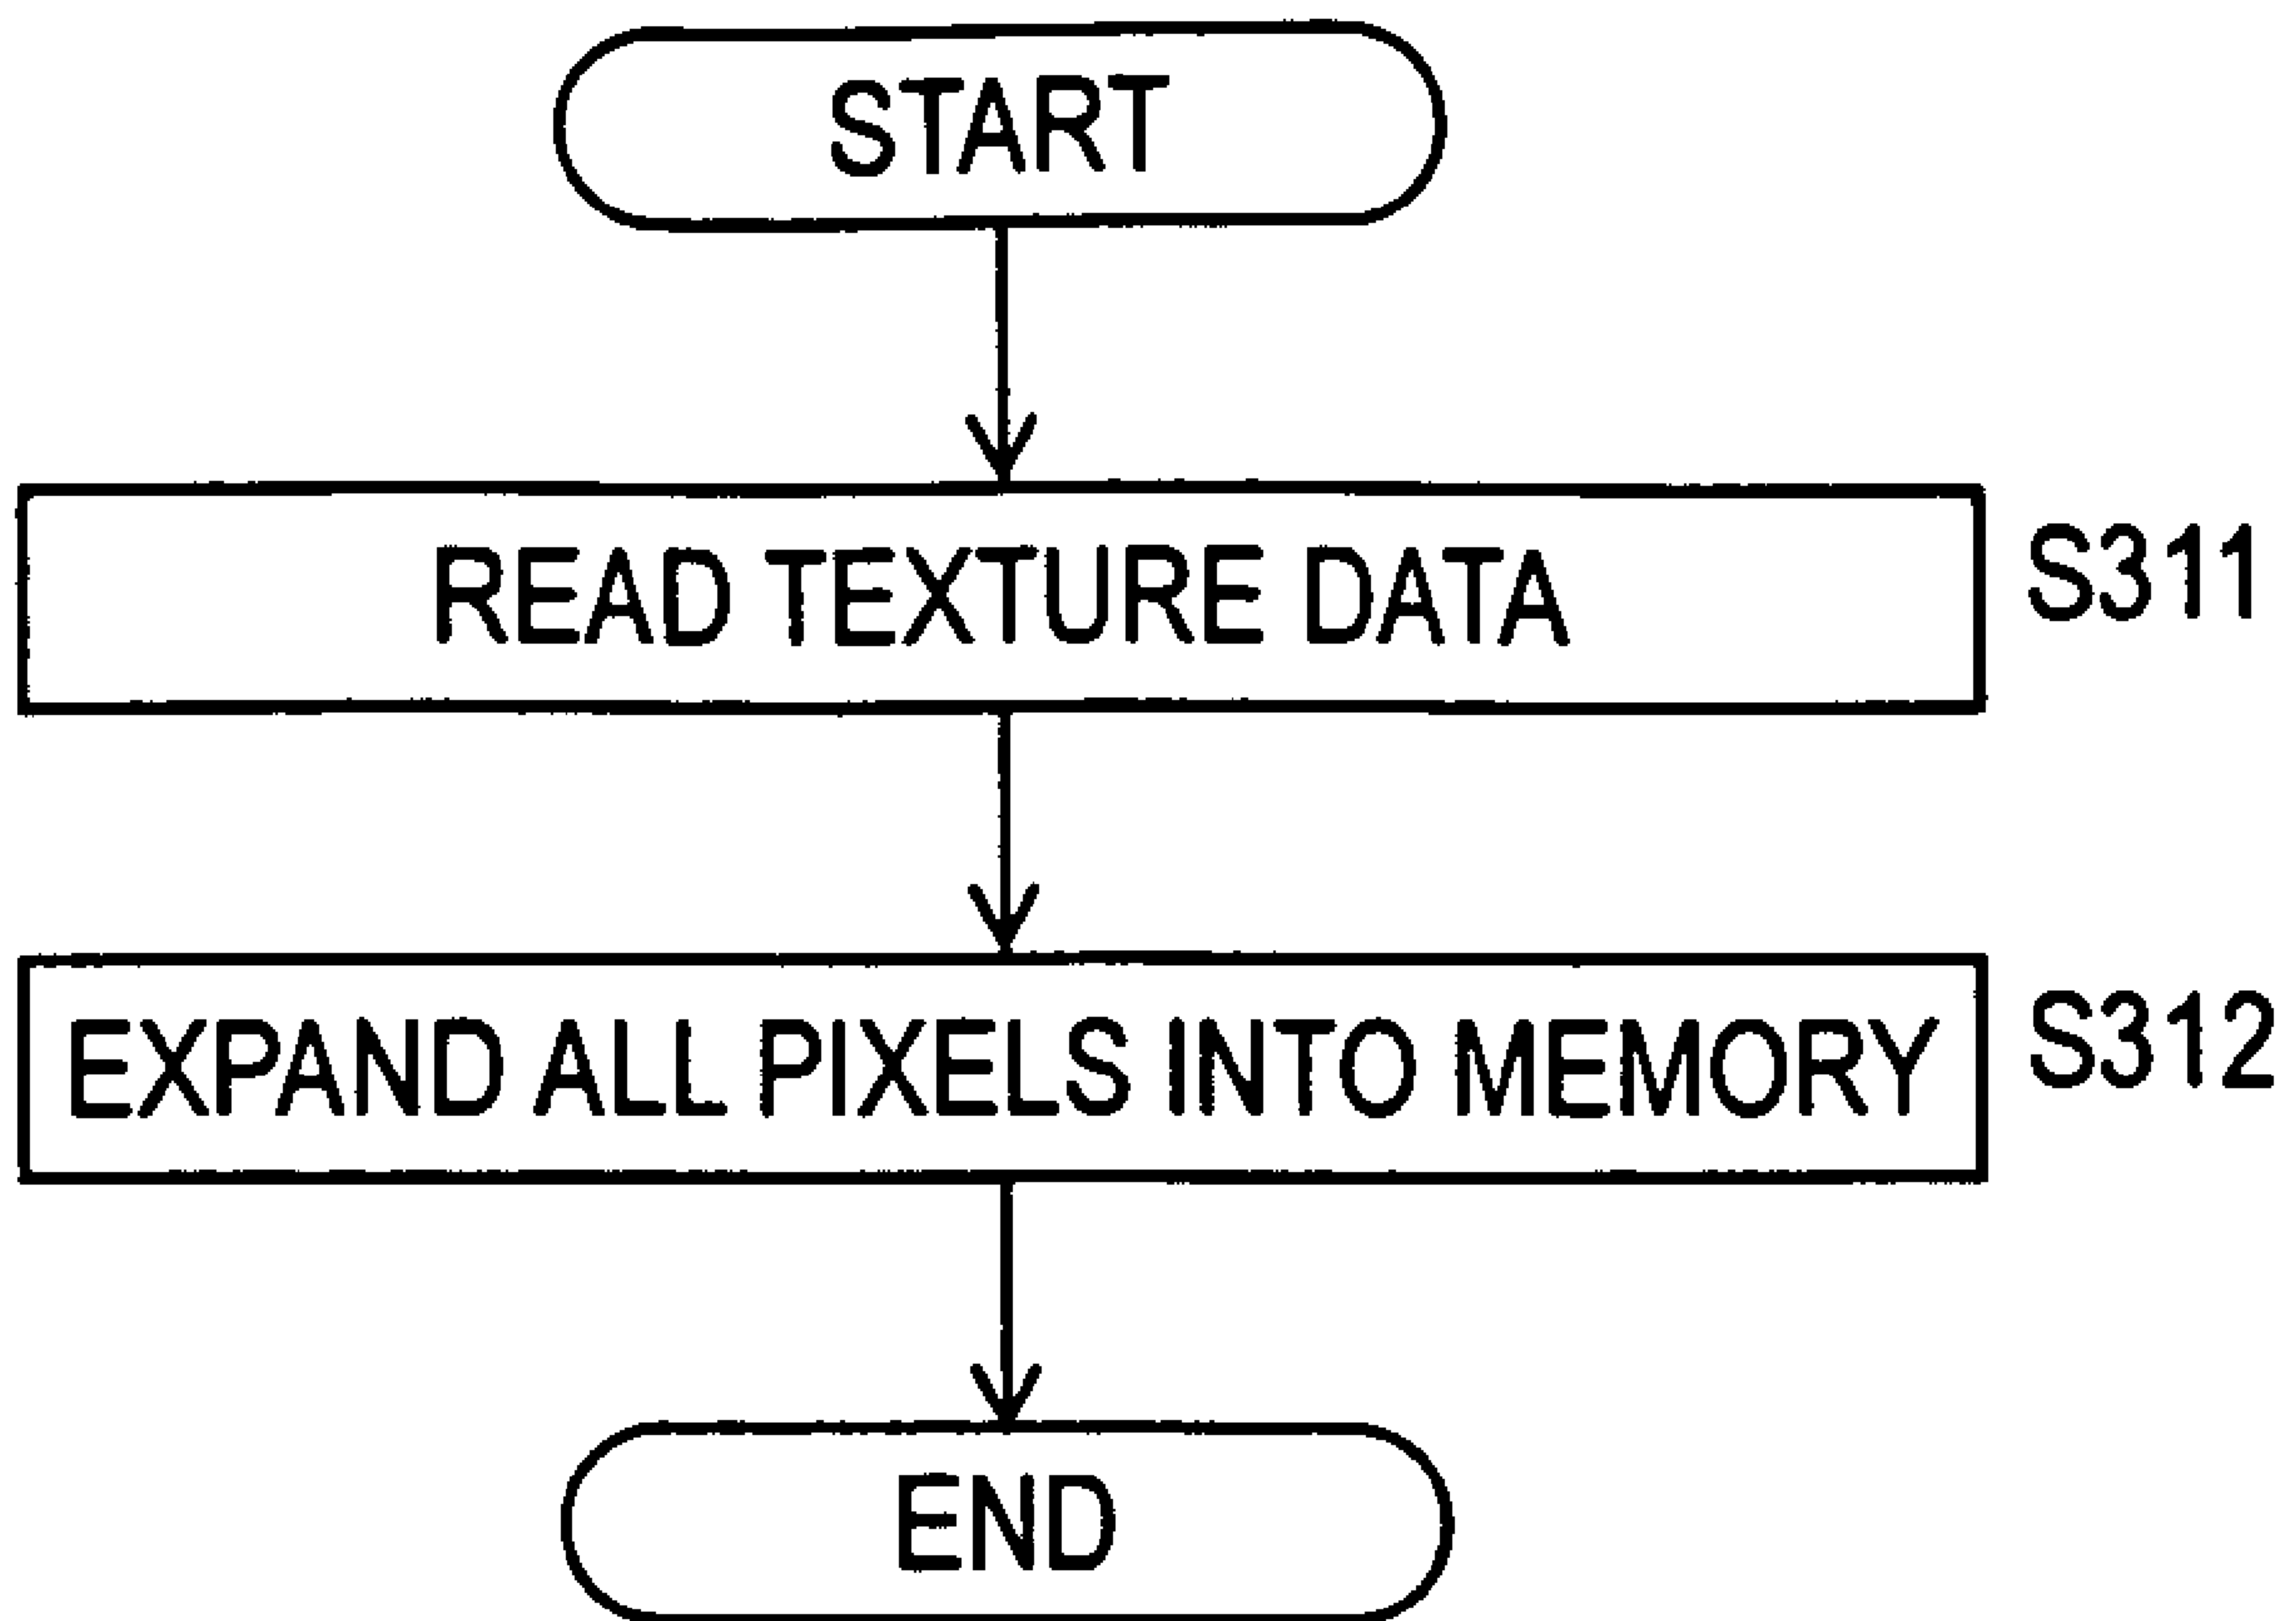 START
READ TEXTURE DATA S311
EXPAND ALL PIXELS INTO MEMORY S312
END